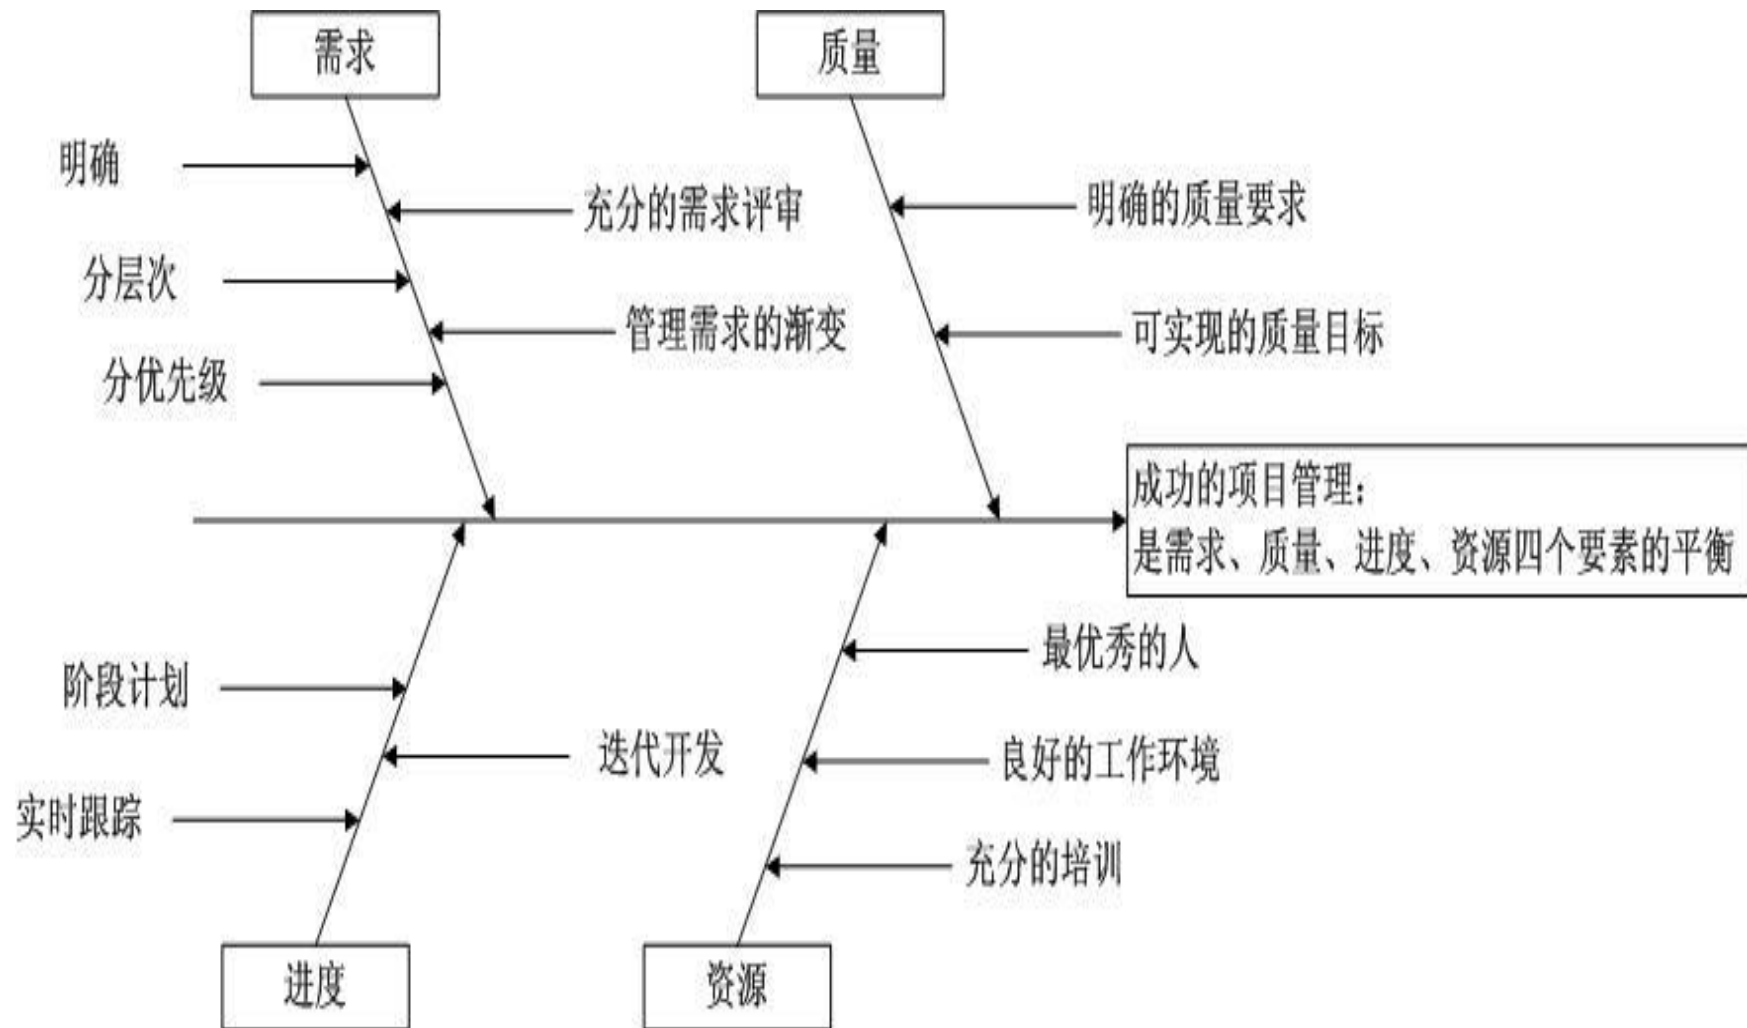 需求
质量
明确
充分的需求评审
明确的质量要求
分层次
管理需求的渐变
可实现的质量目标
分优先级
成功的项目管理：
是需求、质量、进度、资源四个要素的平衡
最优秀的人
阶段计划
迭代开发
良好的工作环境
实时跟踪
充分的培训
进度
资源